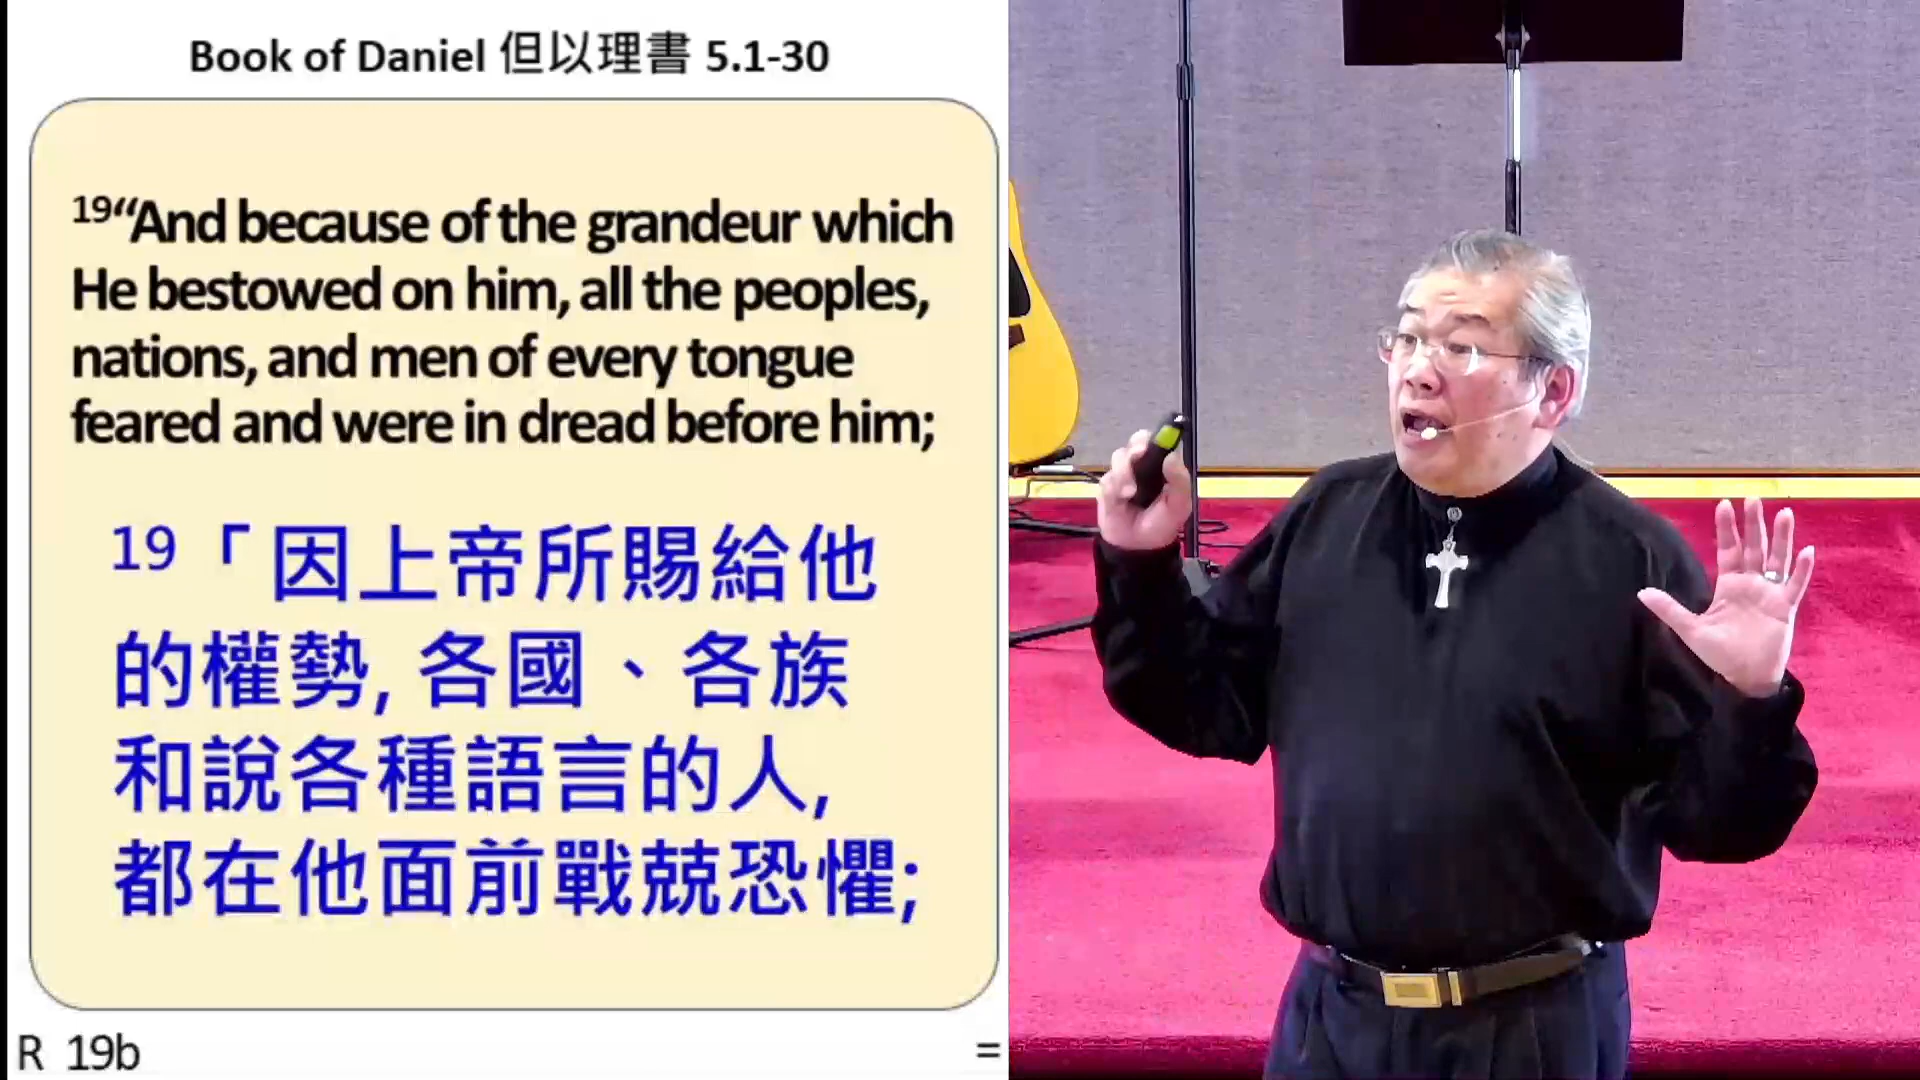 Book of Daniel 但以理書 5.1-30
19“And because of the grandeur which
He bestowed on him, all the peoples,
nations, and men of every tongue
feared and were in dread before him;
19「因上帝所賜給他
的權勢, 各國、各族
和說各種語言的人,
都在他面前戰兢恐懼;
R 19b
=